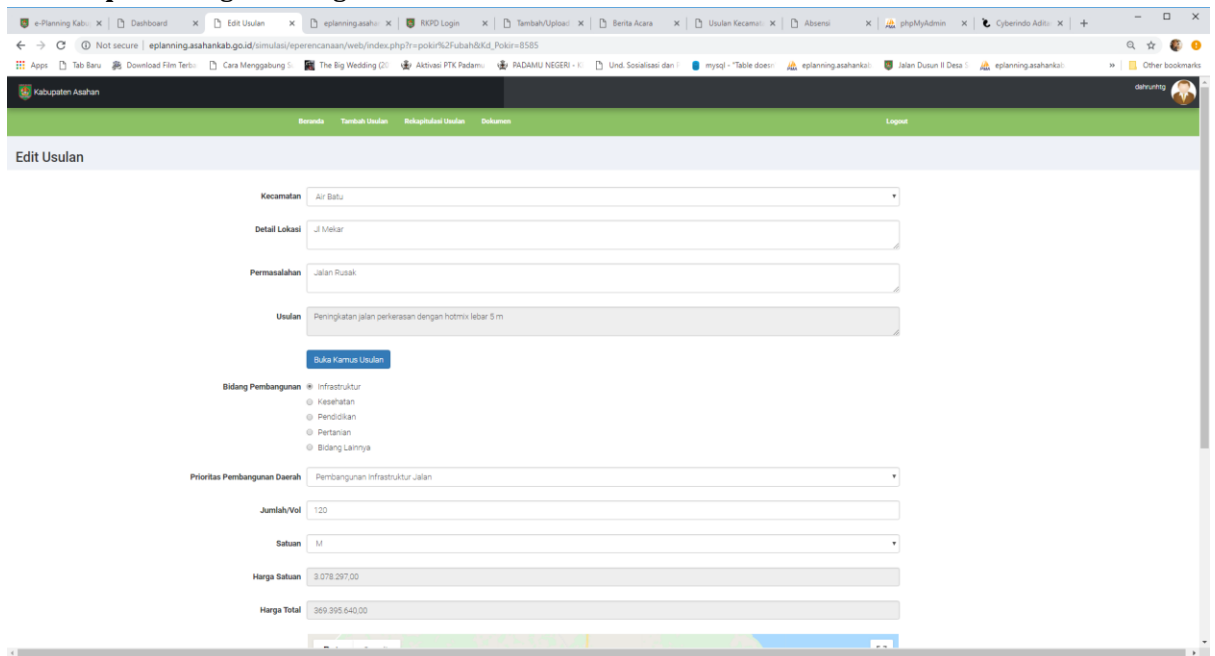 e-Planning Kabu
Dashboard
Edit Usulan
eplanning.asahan
RKPD Login
Tambah/Upload
Berita Acara
Usulan Kecamata
Absensi
phpMyAdmin
Cyberindo Aditam
Not secure | eplanning.asahankab.go.id/simulasi/eperencanaan/web/index.php?r=pokir%2Fubah&Kd_Pokir=8585
Apps
Tab Baru
Download Film Terba
Cara Menggabung S
The Big Wedding (20
Aktivasi PTK Padamu
PADAMU NEGERI - K
Und. Sosialisasi dan
mysql - "Table doesn
eplanning.asahankab
Jalan Dusun II Desa S
eplanning.asahankab
Other bookmarks
Kabupaten Asahan
dahrunhtg
Beranda Tambah Usulan Rekapitulasi Usulan Dokumen Logout
Edit Usulan
Kecamatan Air Batu
Detail Lokasi Jl Mekar
Permasalahan Jalan Rusak
Usulan Peningkatan jalan perkerasan dengan hotmix lebar 5 m
Buka Kamus Usulan
Bidang Pembangunan Infrastruktur
Kesehatan
Pendidikan
Pertanian
Bidang Lainnya
Prioritas Pembangunan Daerah Pembangunan Infrastruktur Jalan
Jumlah/Vol 120
Satuan M
Harga Satuan 3.078.297,00
Harga Total 369.395.640,00